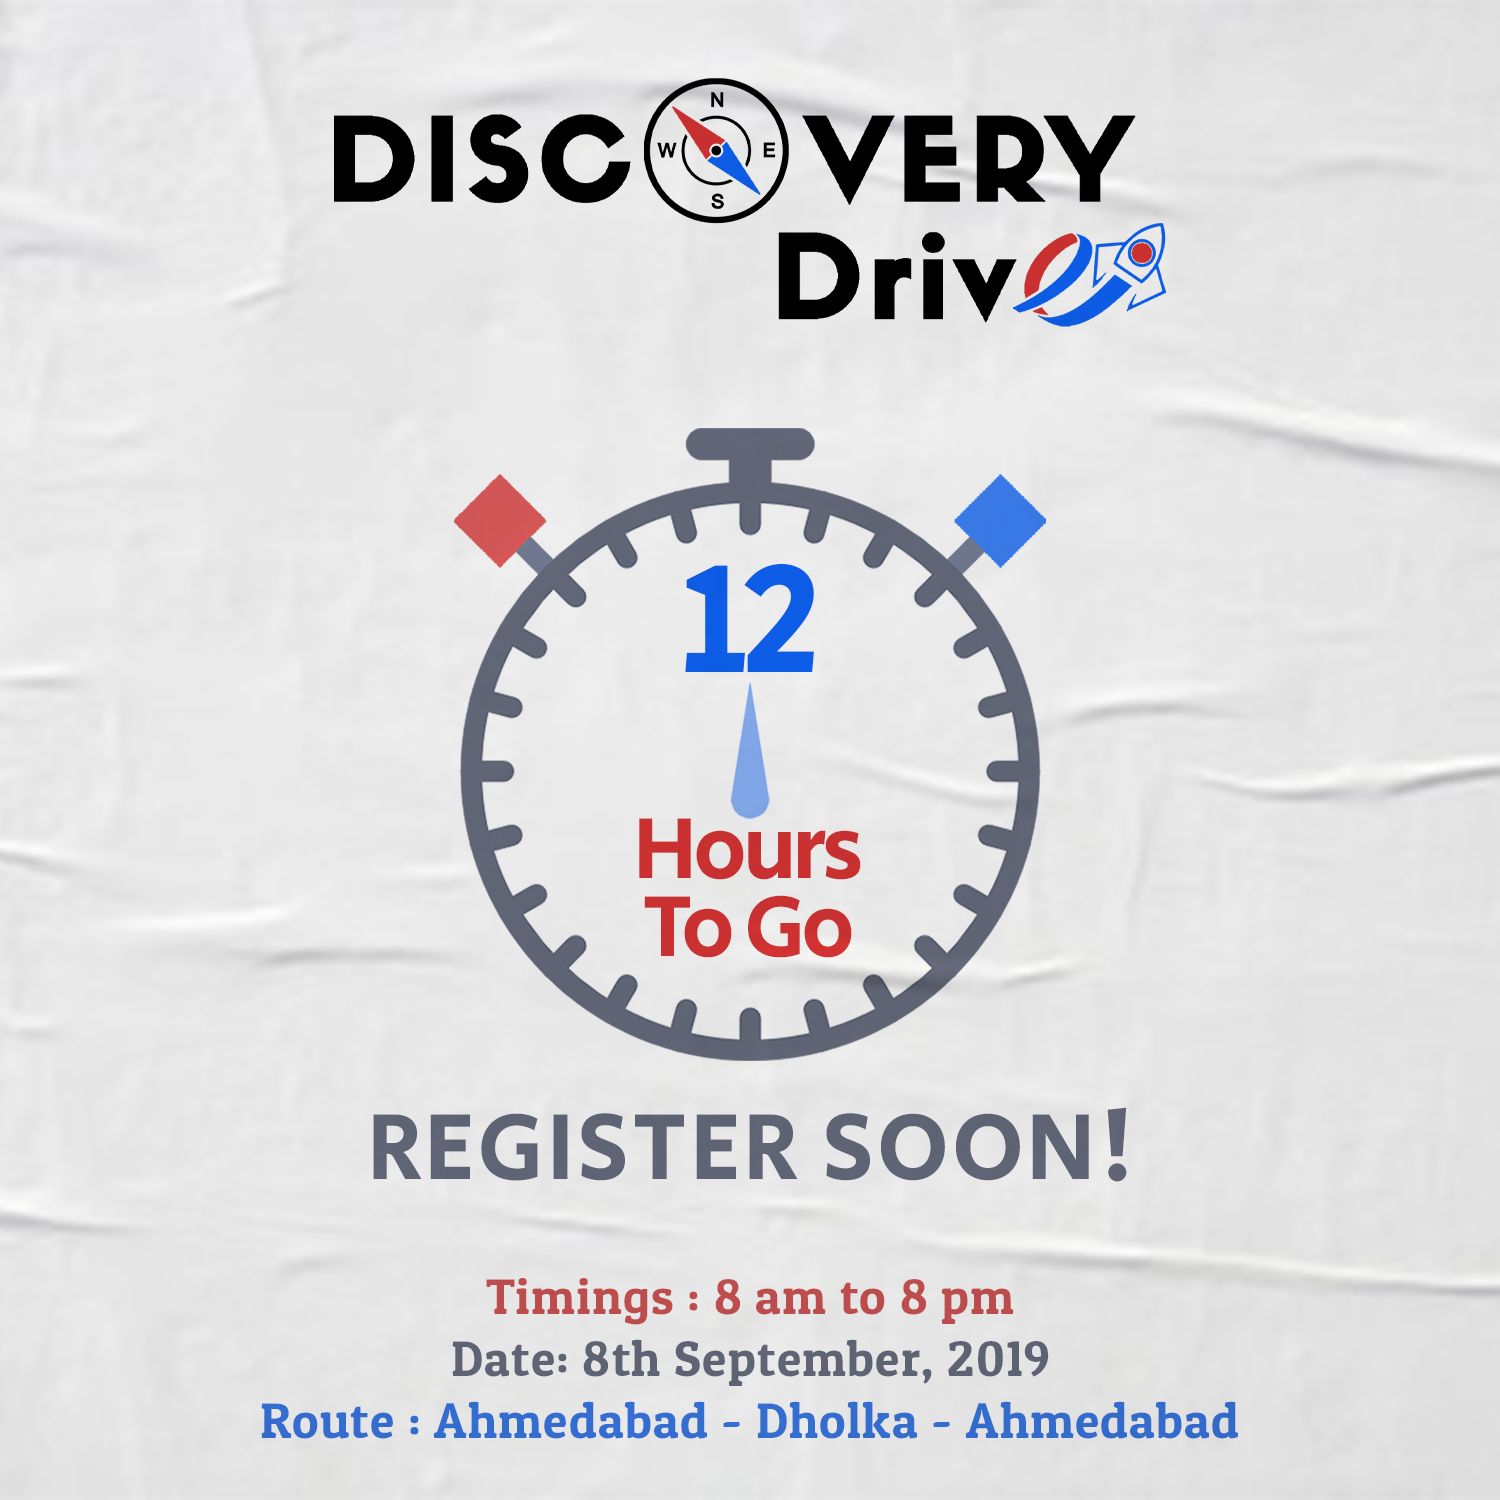 DISCOVERY
N
W E
S
Drive
12
Hours
To Go
REGISTER SOON!
Timings : 8 am to 8 pm
Date: 8th September, 2019
Route : Ahmedabad - Dholka - Ahmedabad